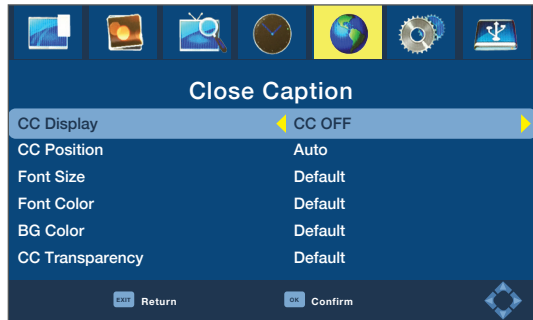 Close Caption
CC Display CC OFF
CC Position Auto
Font Size Default
Font Color Default
BG Color Default
CC Transparency Default
EXIT Return OK Confirm